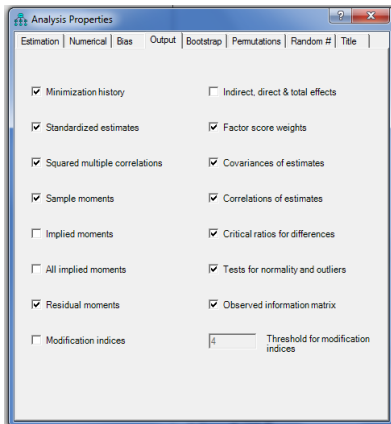 Analysis Properties
Estimation Numerical Bias Output Bootstrap Permutations Random # Title
Minimization history
Indirect, direct & total effects
Standardized estimates
Factor score weights
Squared multiple correlations
Covariances of estimates
Sample moments
Correlations of estimates
Implied moments
Critical ratios for differences
All implied moments
Tests for normality and outliers
Residual moments
Observed information matrix
Modification indices
4
Threshold for modification
indices